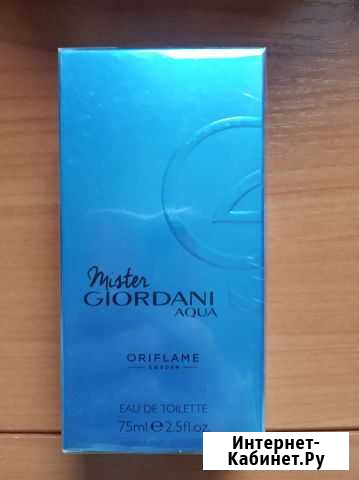 Mister
GIORDANI
AQUA
ORIFLAME
SWEDEN
EAU DE TOILETTE
75ml e 2.5fl.oz.
Интернет-
Кабинет.Ру